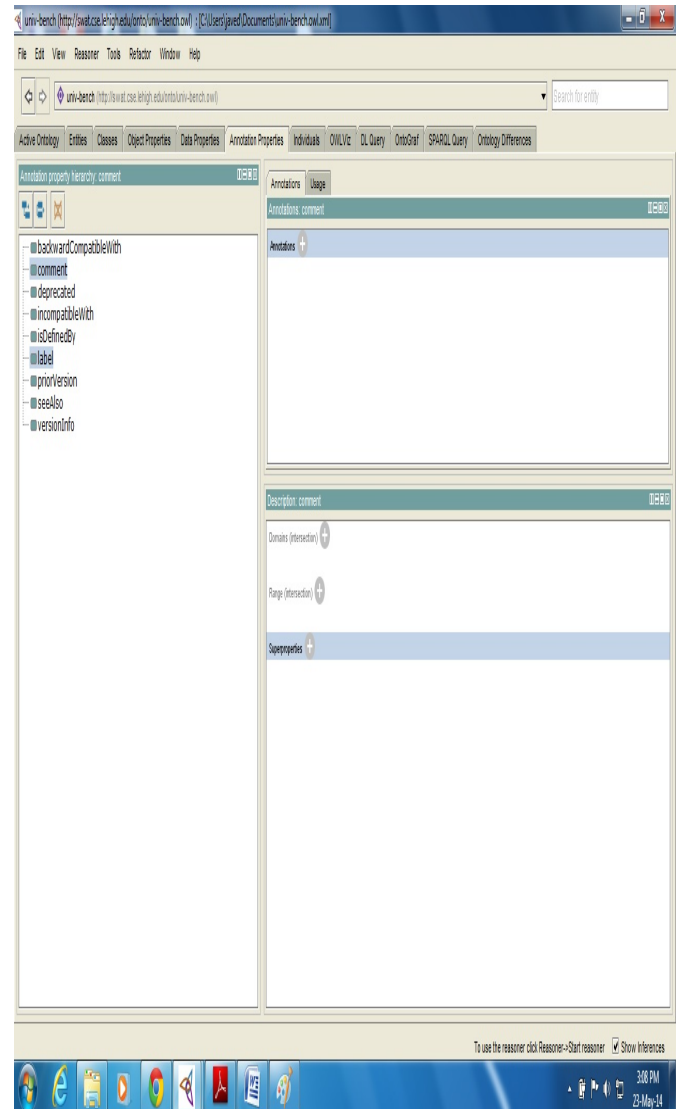 univ-bench (http://swat.cse.lehigh.edu/onto/univ-bench.owl) : [C:\Users\javed\Documents\univ-bench.owl.xml]
File Edit View Reasoner Tools Refactor Window Help
univ-bench (http://swat.cse.lehigh.edu/onto/univ-bench.owl) Search for entity
Active Ontology Entities Classes Object Properties Data Properties Annotation Properties Individuals OWLViz DL Query OntoGraf SPARQL Query Ontology Differences
Annotation property hierarchy: comment
backwardCompatibleWith
comment
deprecated
incompatibleWith
isDefinedBy
label
priorVersion
seeAlso
versionInfo
Annotations Usage
Annotations: comment
Annotations
Description: comment
Domains (intersection)
Range (intersection)
Superproperties
To use the reasoner click Reasoner->Start reasoner Show Inferences
3:08 PM
23-May-14